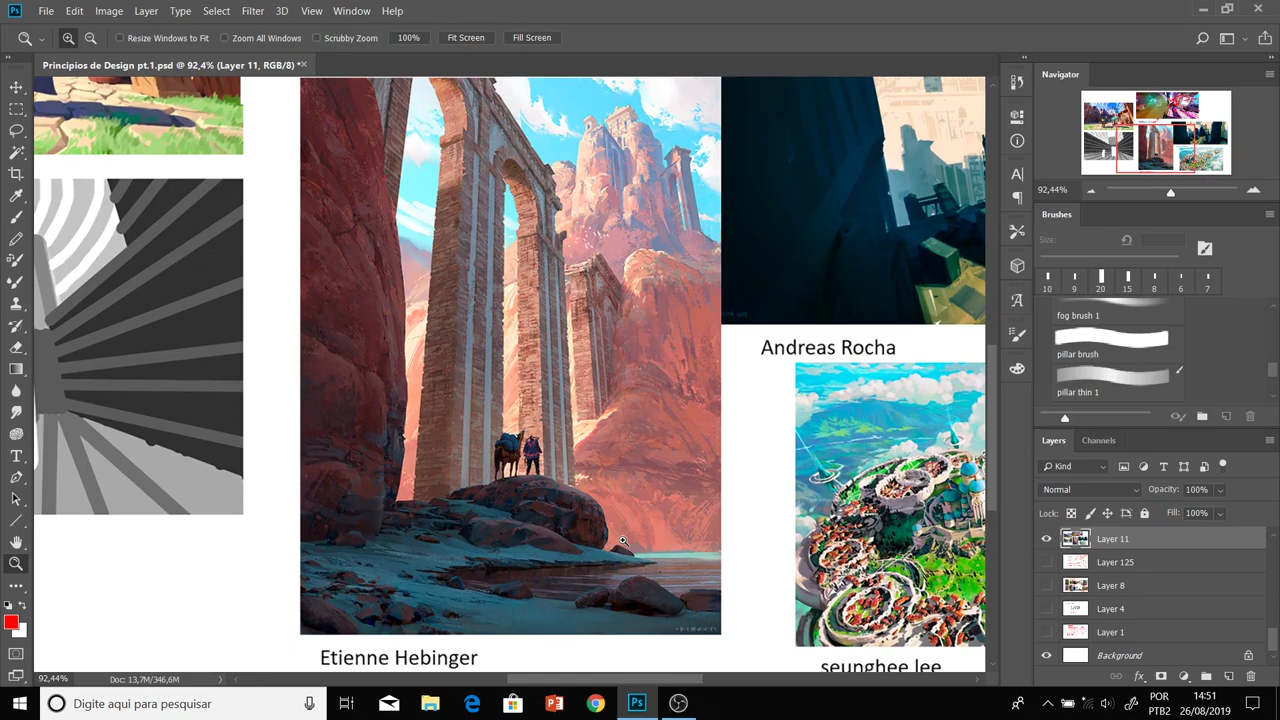 Ps File Edit Image Layer Type Select Filter 3D View Window Help
Resize Windows to Fit Zoom All Windows Scrubby Zoom 100% Fit Screen Fill Screen
Principios de Design pt.1.psd @ 92,4% (Layer 11, RGB/8) *
Navigator
92,44%
Brushes
Size:
10 9 20 15 8 6 7
fog brush 1
pillar brush
pillar thin 1
Andreas Rocha
Etienne Hebinger
seunghee lee
Layers Channels
Kind
Normal Opacity: 100%
Lock: Fill: 100%
Layer 11
Layer 125
Layer 8
Layer 4
Layer 1
Background
fx
92,44% Doc: 13,7M/346,6M
Digite aqui para pesquisar
Ps
POR 14:51
PTB2 26/08/2019